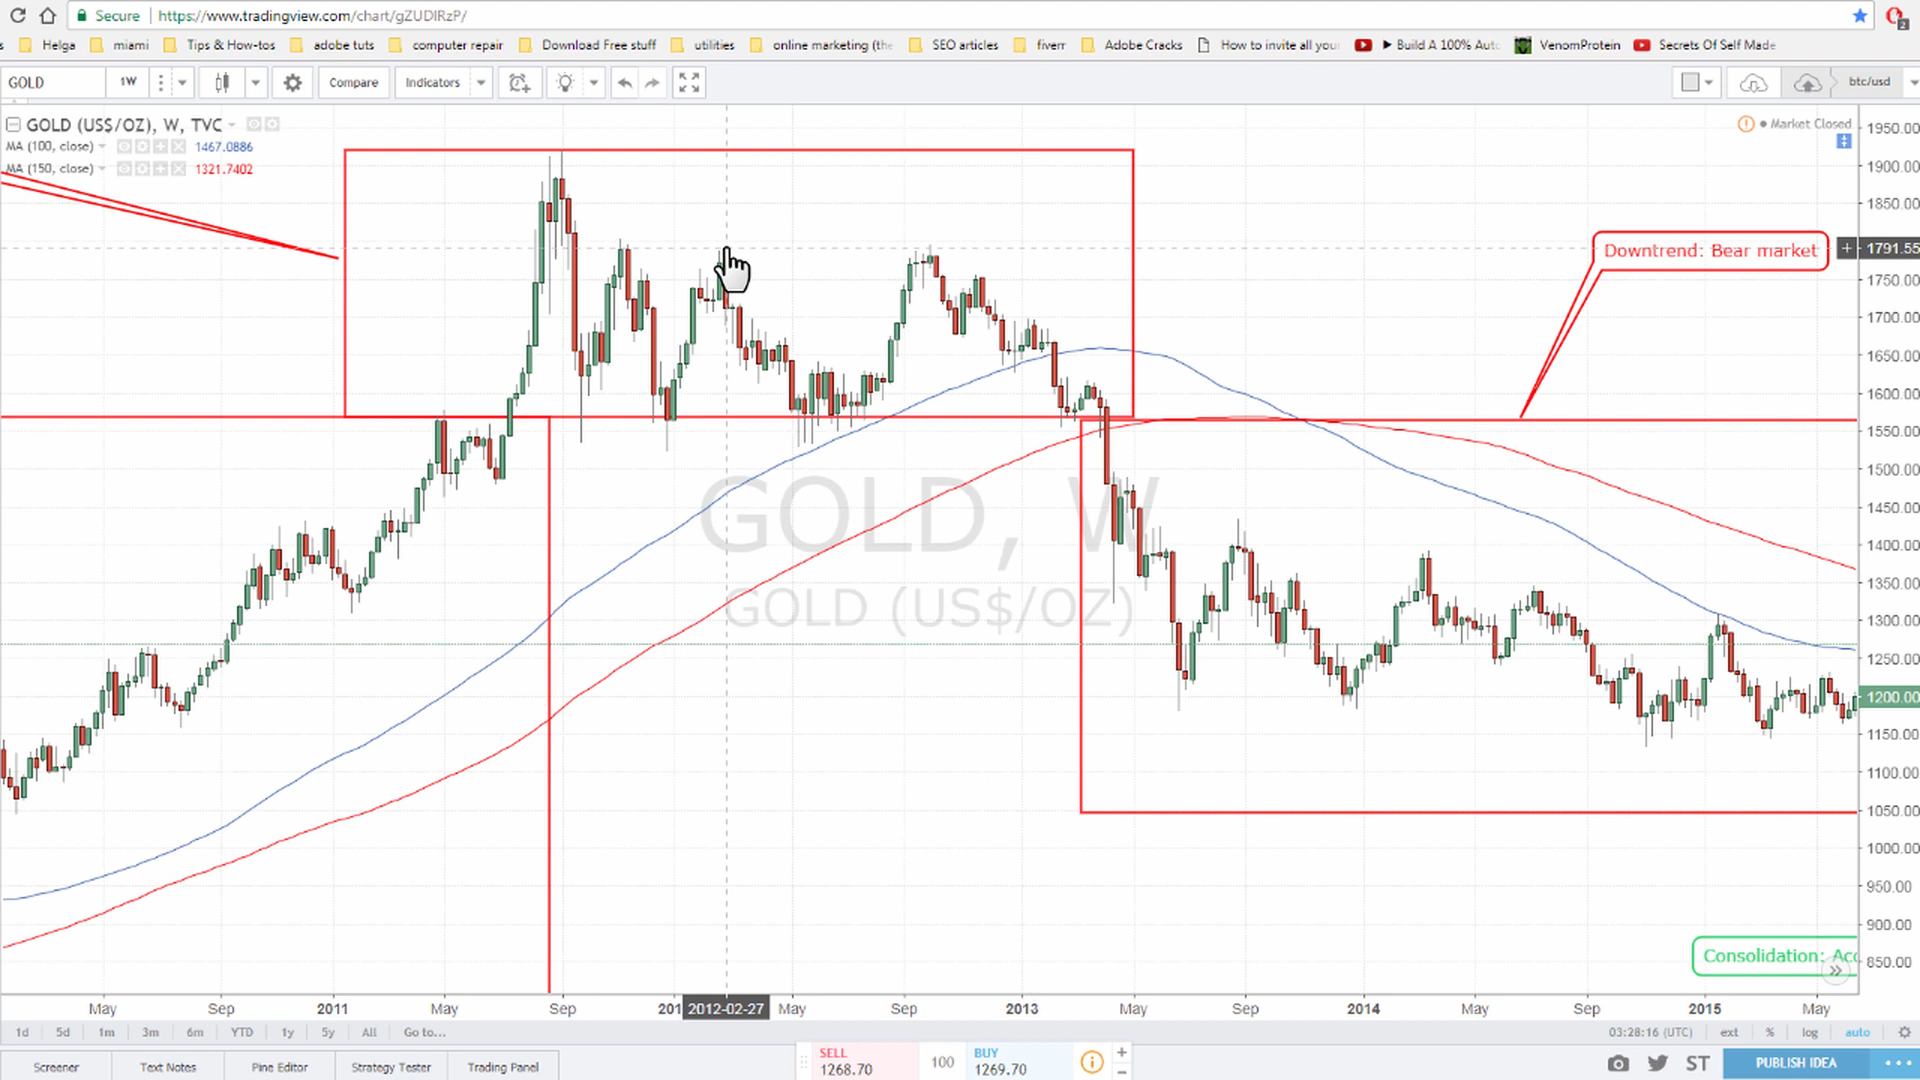 Secure | https://www.tradingview.com/chart/gZUDIRzP/
s Helga miami Tips & How-tos adobe tuts computer repair Download Free stuff utilities online marketing (the SEO articles fiverr Adobe Cracks How to invite all your ▶ Build A 100% Auto VenomProtein Secrets Of Self Made
GOLD 1W Compare Indicators btc/usd
GOLD (US$/OZ), W, TVC
Market Closed
MA (100, close) 1467.0886
MA (150, close) 1321.7402
Downtrend: Bear market
GOLD, W
GOLD (US$/OZ)
Consolidation: Acc
1950.00
1900.00
1850.00
1791.55
1750.00
1700.00
1650.00
1600.00
1550.00
1500.00
1450.00
1400.00
1350.00
1300.00
1250.00
1200.00
1150.00
1100.00
1050.00
1000.00
950.00
900.00
850.00
May Sep 2011 May Sep 201 2012-02-27 May Sep 2013 May Sep 2014 May Sep 2015 May
1d 5d 1m 3m 6m YTD 1y 5y All Go to... 03:28:16 (UTC) ext % log auto
Screener Text Notes Pine Editor Strategy Tester Trading Panel
SELL
1268.70
100
BUY
1269.70
ST
PUBLISH IDEA